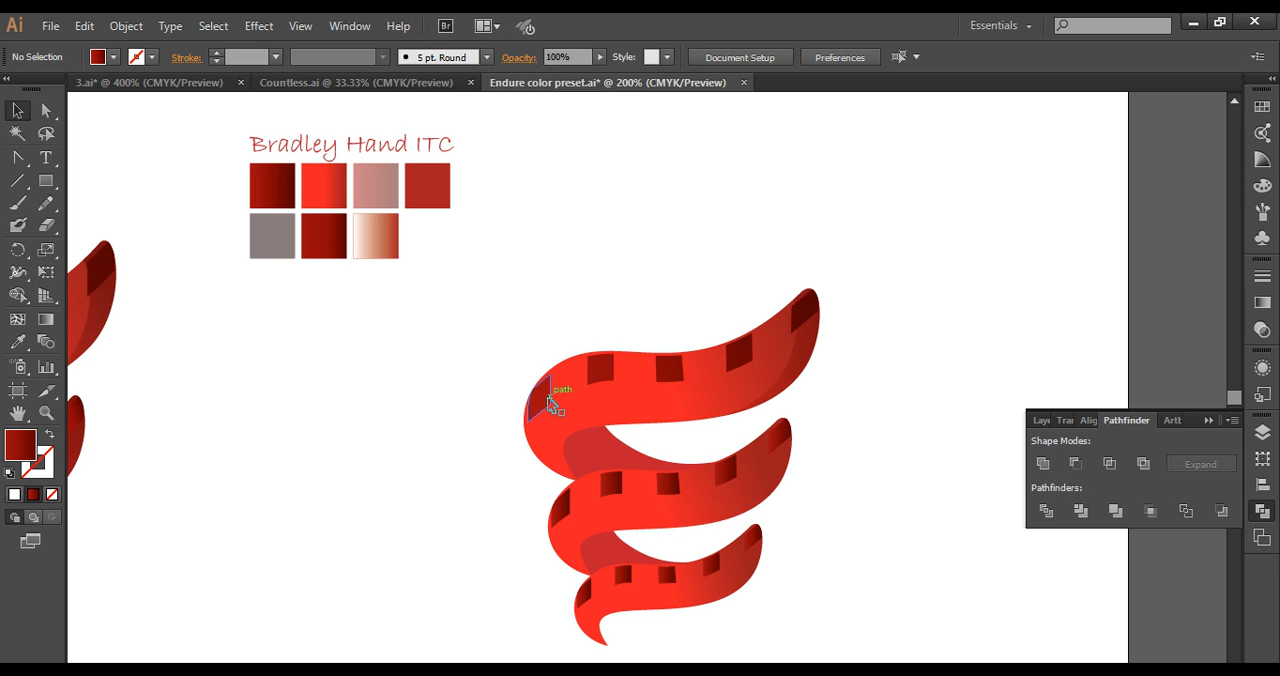 Ai File Edit Object Type Select Effect View Window Help Br Essentials
No Selection Stroke: 5 pt. Round Opacity: 100% Style: Document Setup Preferences
3.ai* @ 400% (CMYK/Preview) Countless.ai @ 33.33% (CMYK/Preview) Endure color preset.ai* @ 200% (CMYK/Preview)
Bradley Hand ITC
path
Laye Trar Alig Pathfinder Artb
Shape Modes:
Expand
Pathfinders: